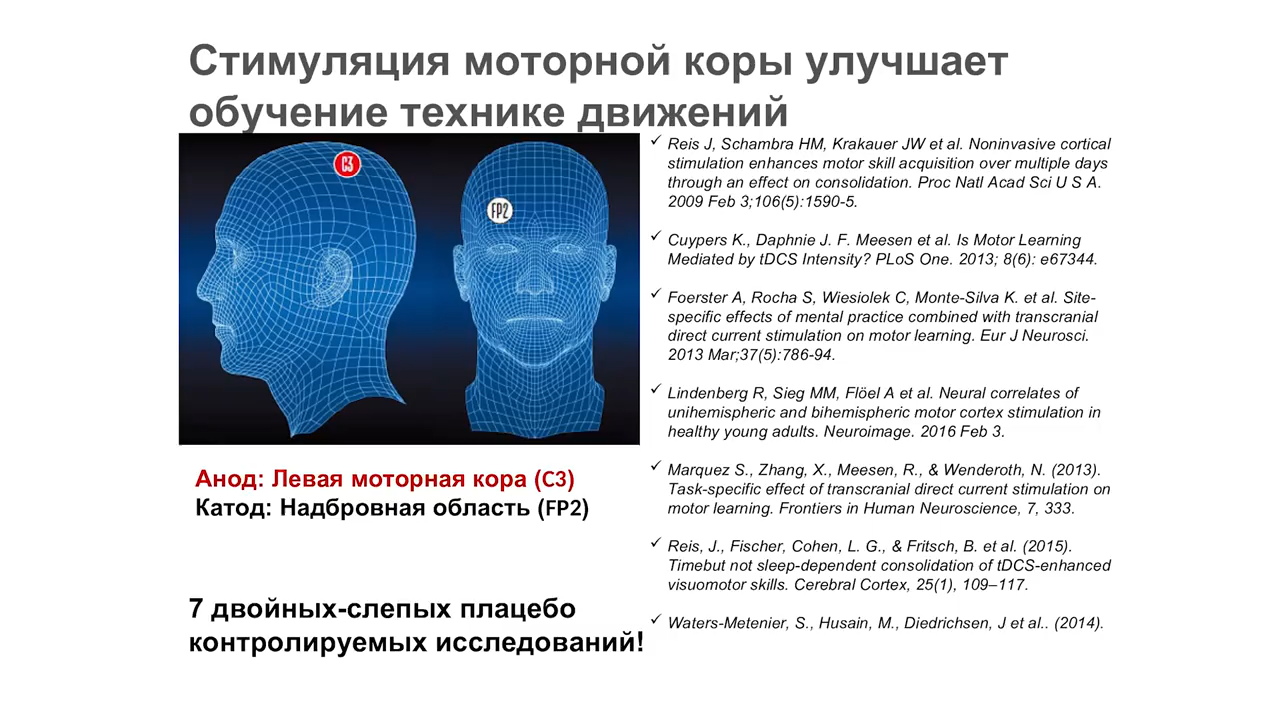 Стимуляция моторной коры улучшает
обучение технике движений
C3
FP2
Анод: Левая моторная кора (C3)
Катод: Надбровная область (FP2)
7 двойных-слепых плацебо
контролируемых исследований!
✓ Reis J, Schambra HM, Krakauer JW et al. Noninvasive cortical
stimulation enhances motor skill acquisition over multiple days
through an effect on consolidation. Proc Natl Acad Sci U S A.
2009 Feb 3;106(5):1590-5.
✓ Cuypers K., Daphnie J. F. Meesen et al. Is Motor Learning
Mediated by tDCS Intensity? PLoS One. 2013; 8(6): e67344.
✓ Foerster A, Rocha S, Wiesiolek C, Monte-Silva K. et al. Site-
specific effects of mental practice combined with transcranial
direct current stimulation on motor learning. Eur J Neurosci.
2013 Mar;37(5):786-94.
✓ Lindenberg R, Sieg MM, Flöel A et al. Neural correlates of
unihemispheric and bihemispheric motor cortex stimulation in
healthy young adults. Neuroimage. 2016 Feb 3.
✓ Marquez S., Zhang, X., Meesen, R., & Wenderoth, N. (2013).
Task-specific effect of transcranial direct current stimulation on
motor learning. Frontiers in Human Neuroscience, 7, 333.
✓ Reis, J., Fischer, Cohen, L. G., & Fritsch, B. et al. (2015).
Timebut not sleep-dependent consolidation of tDCS-enhanced
visuomotor skills. Cerebral Cortex, 25(1), 109–117.
✓ Waters-Metenier, S., Husain, M., Diedrichsen, J et al.. (2014).